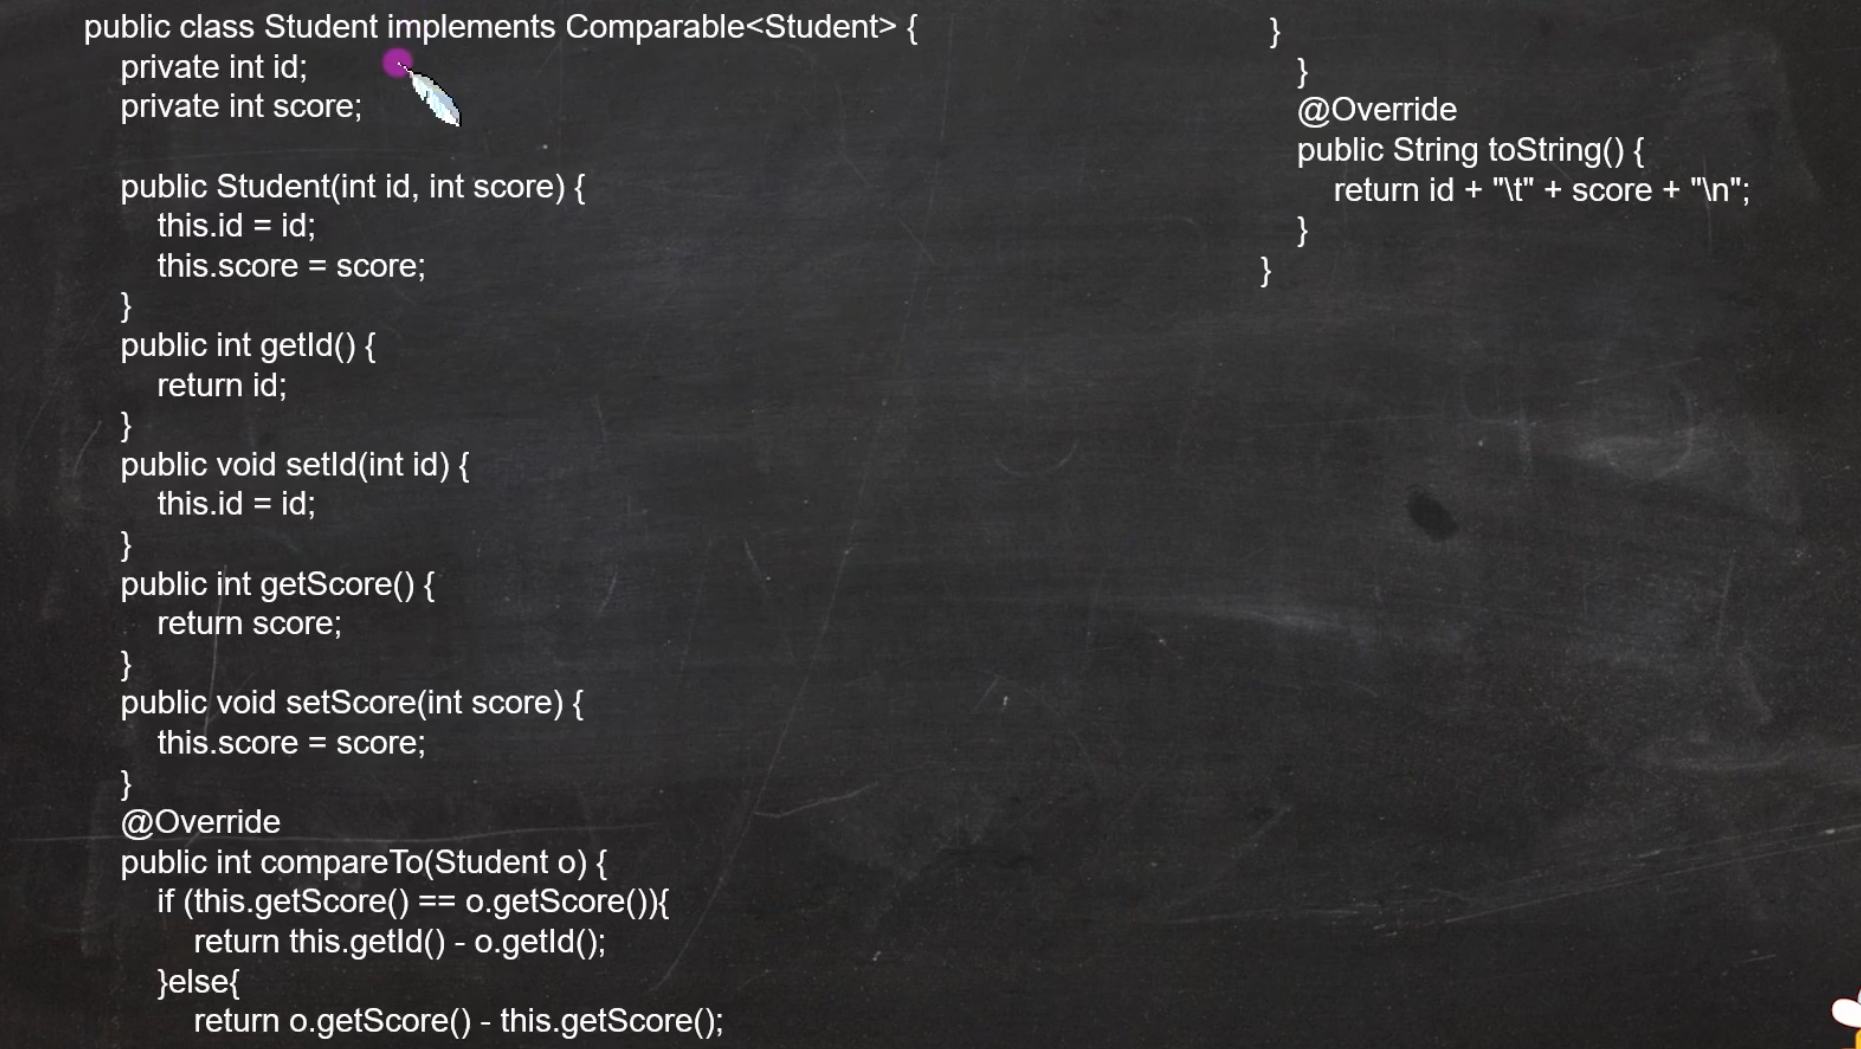 public class Student implements Comparable<Student> {
private int id;
private int score;
public Student(int id, int score) {
this.id = id;
this.score = score;
}
public int getId() {
return id;
}
public void setId(int id) {
this.id = id;
}
public int getScore() {
return score;
}
public void setScore(int score) {
this.score = score;
}
@Override
public int compareTo(Student o) {
if (this.getScore() == o.getScore()){
return this.getId() - o.getId();
}else{
return o.getScore() - this.getScore();
}
}
@Override
public String toString() {
return id + "\t" + score + "\n";
}
}